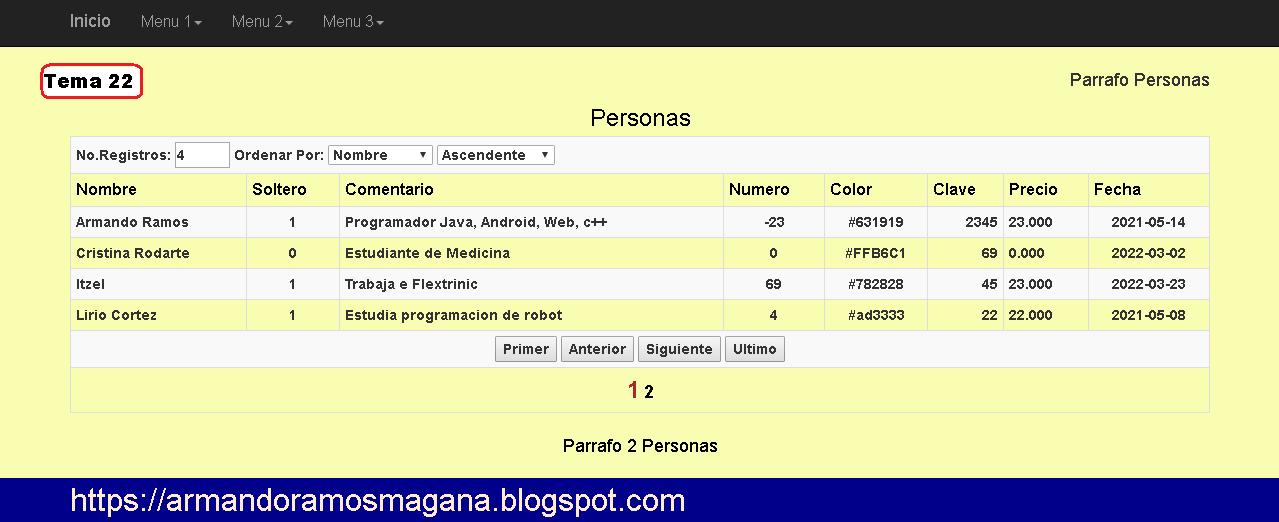 Inicio Menu 1 Menu 2 Menu 3
Tema 22
Parrafo Personas
Personas
No.Registros: 4 Ordenar Por: Nombre Ascendente
Nombre Soltero Comentario Numero Color Clave Precio Fecha
Armando Ramos 1 Programador Java, Android, Web, c++ -23 #631919 2345 23.000 2021-05-14
Cristina Rodarte 0 Estudiante de Medicina 0 #FFB6C1 69 0.000 2022-03-02
Itzel 1 Trabaja e Flextrinic 69 #782828 45 23.000 2022-03-23
Lirio Cortez 1 Estudia programacion de robot 4 #ad3333 22 22.000 2021-05-08
Primer Anterior Siguiente Ultimo
1 2
Parrafo 2 Personas
https://armandoramosmagana.blogspot.com